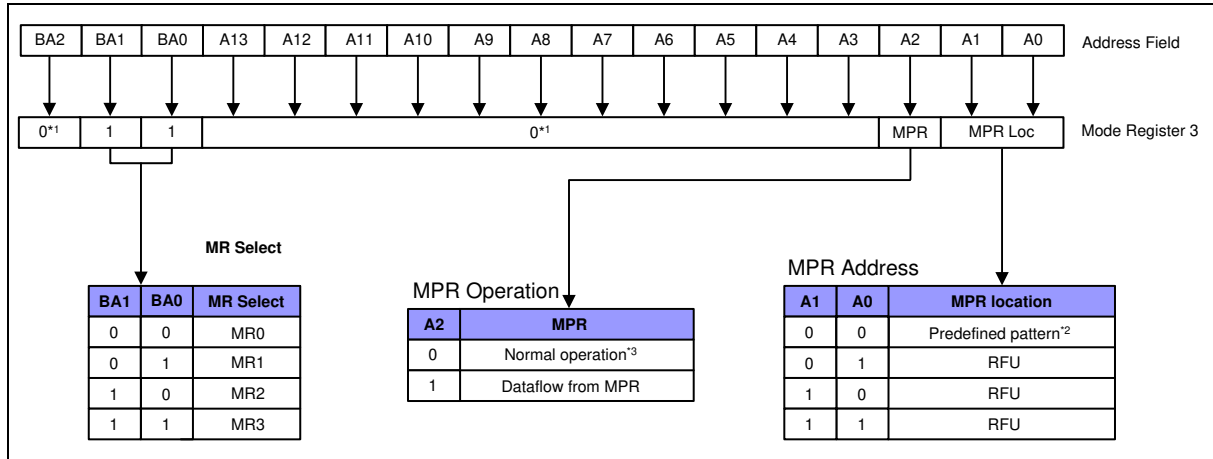 BA2 BA1 BA0 A13 A12 A11 A10 A9 A8 A7 A6 A5 A4 A3 A2 A1 A0 Address Field
0*1 1 1 0*1 MPR MPR Loc Mode Register 3
MR Select
BA1 BA0 MR Select
0 0 MR0
0 1 MR1
1 0 MR2
1 1 MR3
MPR Operation
A2 MPR
0 Normal operation*3
1 Dataflow from MPR
MPR Address
A1 A0 MPR location
0 0 Predefined pattern*2
0 1 RFU
1 0 RFU
1 1 RFU